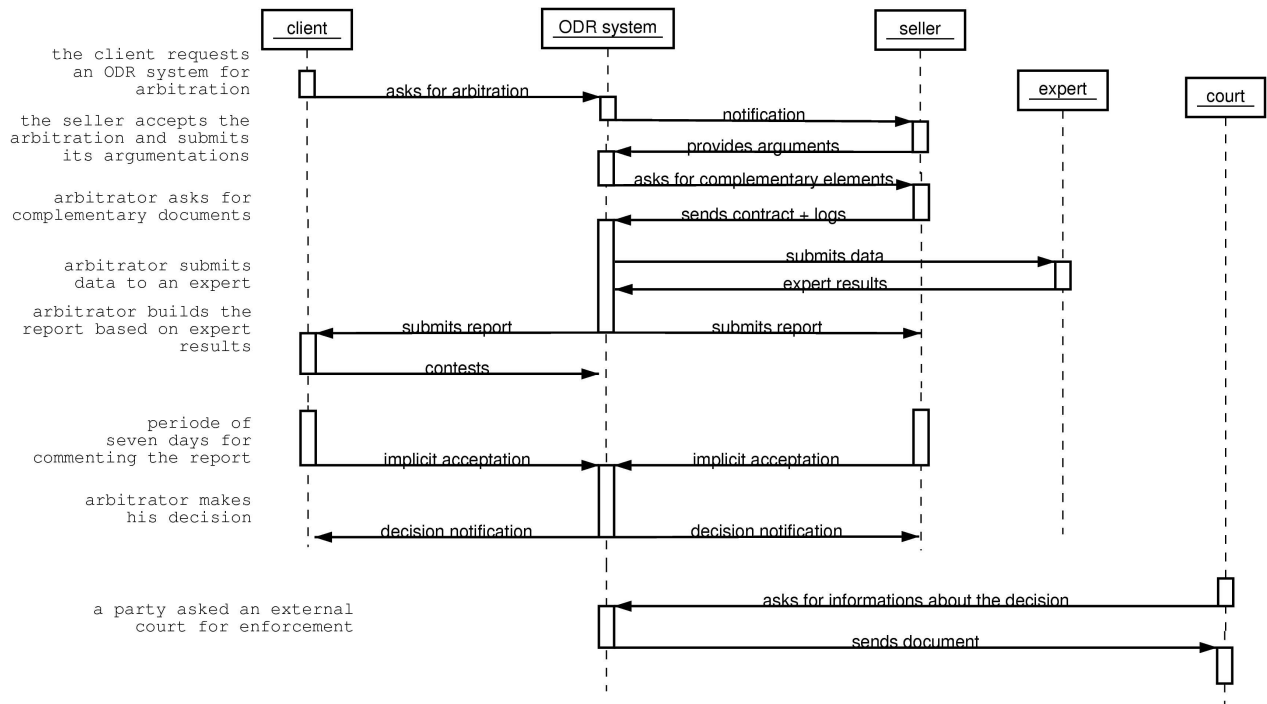 client
ODR system
seller
expert
court
the client requests
an ODR system for
arbitration
asks for arbitration
notification
the seller accepts the
arbitration and submits
its argumentations
provides arguments
asks for complementary elements
arbitrator asks for
complementary documents
sends contract + logs
submits data
arbitrator submits
data to an expert
expert results
arbitrator builds the
report based on expert
results
submits report
submits report
contests
periode of
seven days for
commenting the report
implicit acceptation
implicit acceptation
arbitrator makes
his decision
decision notification
decision notification
asks for informations about the decision
a party asked an external
court for enforcement
sends document